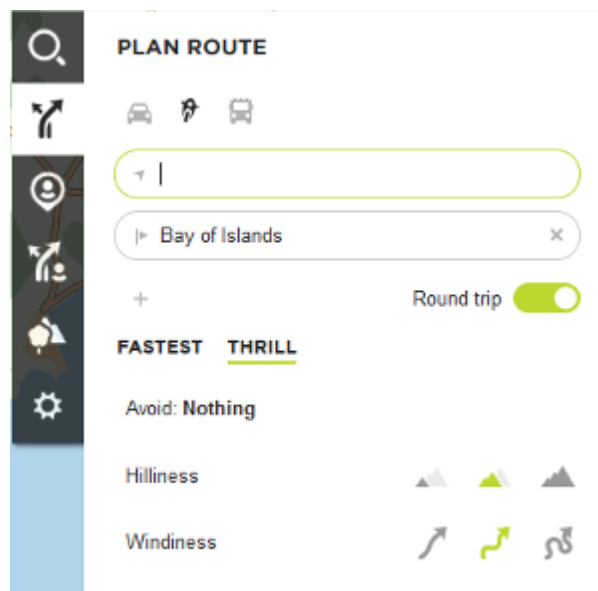 PLAN ROUTE
Bay of Islands
Round trip
FASTEST THRILL
Avoid: Nothing
Hilliness
Windiness